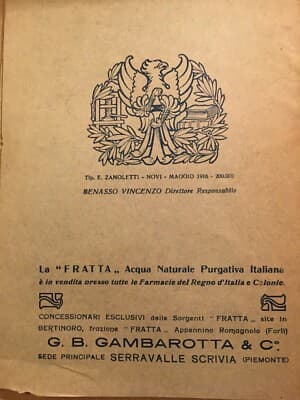 Tip. E. ZANOLETTI - NOVI - MAGGIO 1916 - 200.000
BENASSO VINCENZO Direttore Responsabile
La "FRATTA„ Acqua Naturale Purgativa Italiana
è in vendita presso tutte le Farmacie del Regno d'Italia e Colonie.
CONCESSIONARI ESCLUSIVI delle Sorgenti "FRATTA„ site in
BERTINORO, frazione "FRATTA„ Appennino Romagnolo (Forlì)
G. B. GAMBAROTTA & C°.
SEDE PRINCIPALE SERRAVALLE SCRIVIA (PIEMONTE)